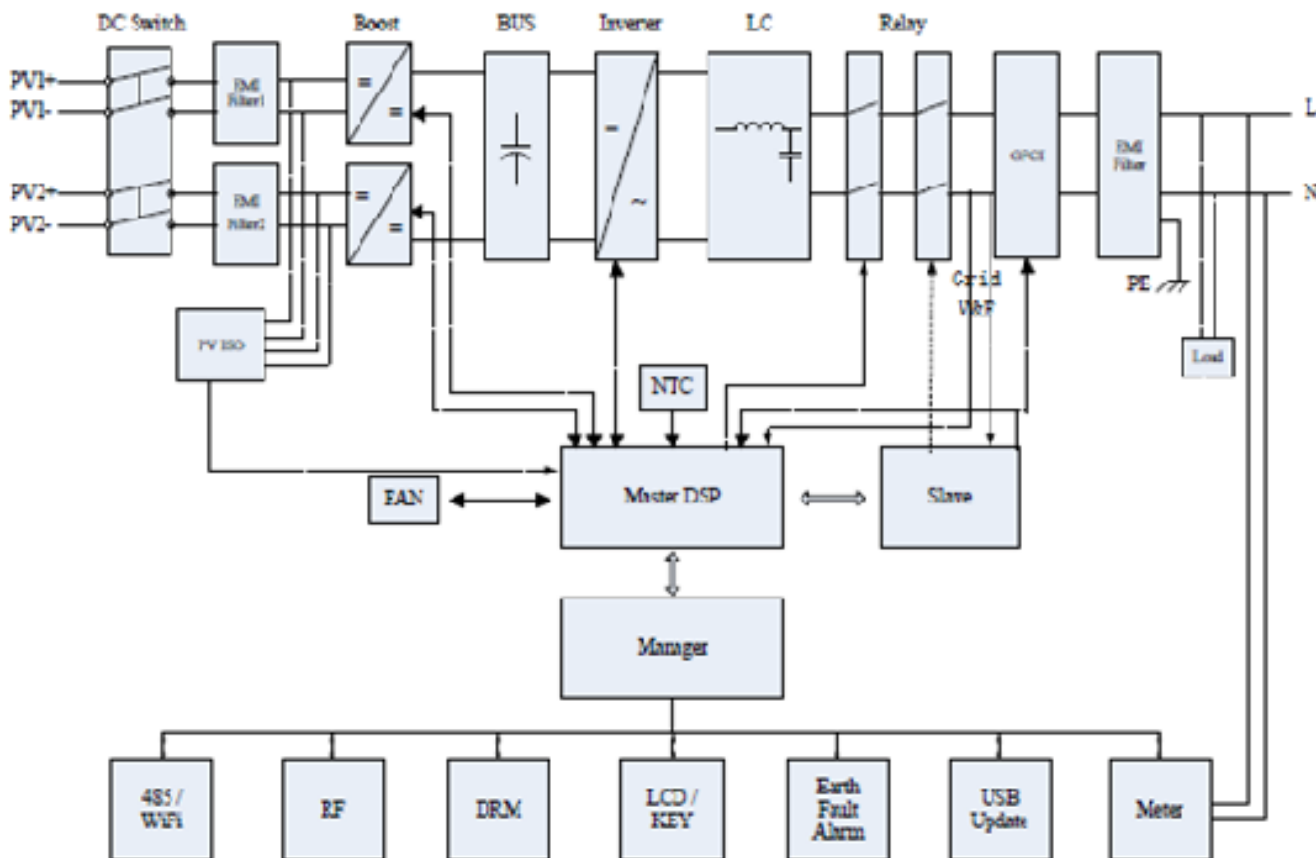 DC Switch
Boost
BUS
Inverer
LC
Relay
PV1+
PV1-
PV2+
PV2-
EMI
Filter1
EMI
Filter2
=
=
=
=
=
~
EMI
Filter
L
N
PE
Load
Grid
V&F
PV ISO
NTC
FAN
Master DSP
Slave
Manager
485 /
WiFi
RF
DRM
LCD /
KEY
Earth
Fault
Alarm
USB
Update
Meter